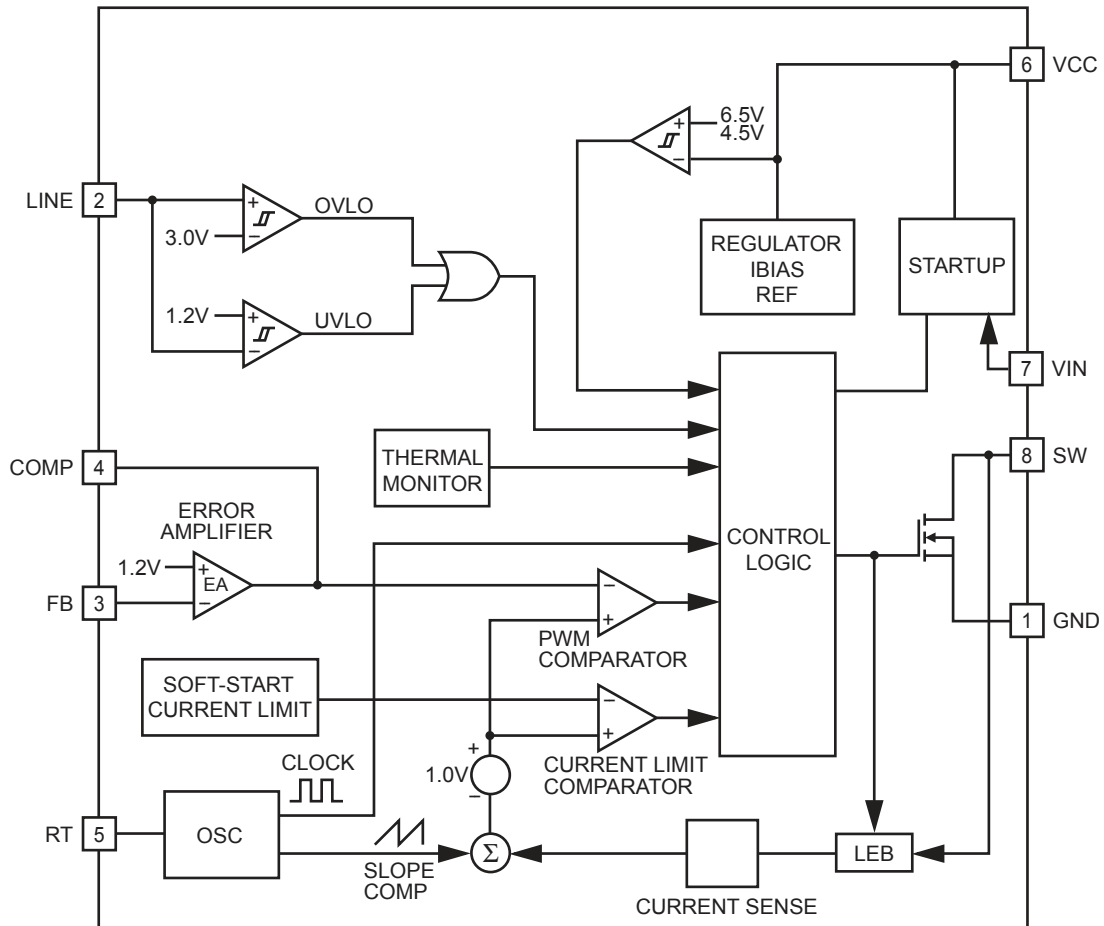 6 VCC
6.5V
4.5V
+
−
LINE 2
+
−
3.0V
OVLO
REGULATOR
IBIAS
REF
STARTUP
1.2V
+
−
UVLO
7 VIN
COMP 4
THERMAL
MONITOR
8 SW
ERROR
AMPLIFIER
CONTROL
LOGIC
1.2V
+
EA
−
FB 3
−
+
1 GND
PWM
COMPARATOR
SOFT-START
CURRENT LIMIT
−
+
CURRENT LIMIT
COMPARATOR
+
1.0V
−
CLOCK
RT 5
OSC
Σ
LEB
SLOPE
COMP
CURRENT SENSE